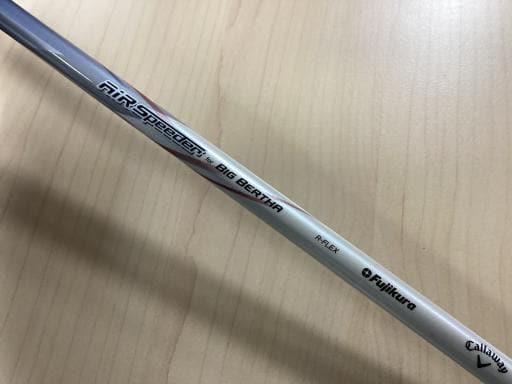 AiR Speeder for BIG BERTHA
R-FLEX
Fujikura
Callaway